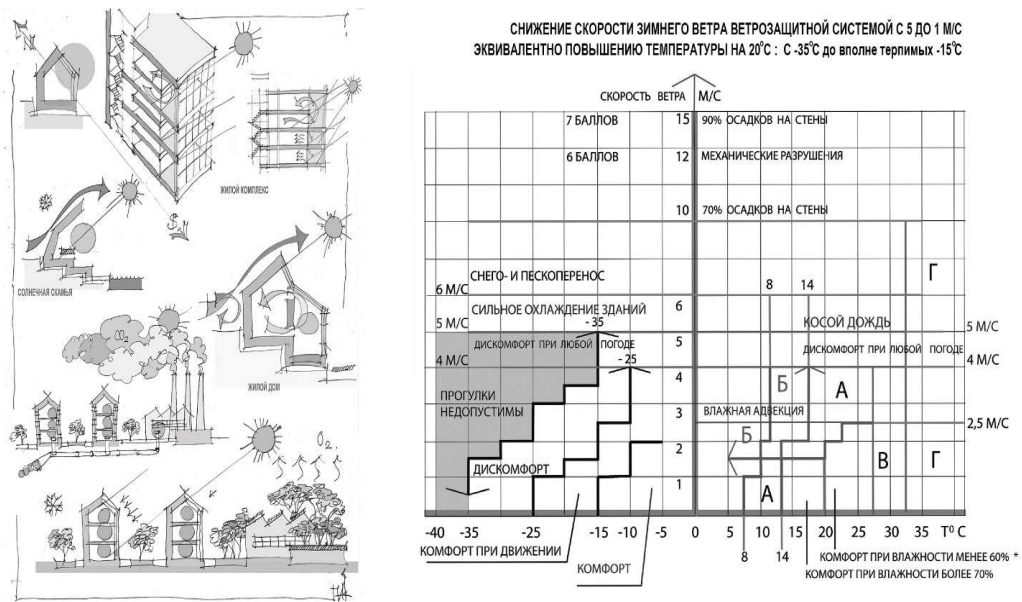 СНИЖЕНИЕ СКОРОСТИ ЗИМНЕГО ВЕТРА ВЕТРОЗАЩИТНОЙ СИСТЕМОЙ С 5 ДО 1 М/С
ЭКВИВАЛЕНТНО ПОВЫШЕНИЮ ТЕМПЕРАТУРЫ НА 20⁰С : С -35⁰С до вполне терпимых -15⁰С
ЖИЛОЙ КОМПЛЕКС
СОЛНЕЧНАЯ СКАМЬЯ
ЖИЛОЙ ДОМ
O₂.
СКОРОСТЬ ВЕТРА М/С
7 БАЛЛОВ 15 90% ОСАДКОВ НА СТЕНЫ
6 БАЛЛОВ 12 МЕХАНИЧЕСКИЕ РАЗРУШЕНИЯ
10 70% ОСАДКОВ НА СТЕНЫ
СНЕГО- И ПЕСКОПЕРЕНОС Г
6 М/С 8 14
СИЛЬНОЕ ОХЛАЖДЕНИЕ ЗДАНИЙ 6
5 М/С -35 КОСОЙ ДОЖДЬ 5 М/С
ДИСКОМФОРТ ПРИ ЛЮБОЙ ПОГОДЕ 5 ДИСКОМФОРТ ПРИ ЛЮБОЙ ПОГОДЕ
4 М/С -25 4 М/С
ПРОГУЛКИ 4 Б А
НЕДОПУСТИМЫ 3 ВЛАЖНАЯ АДВЕКЦИЯ
2,5 М/С
Б
2 В Г
ДИСКОМФОРТ
1 А
-40 -35 -25 -15 -10 -5 0 5 10 15 20 25 30 35 Т⁰ С
КОМФОРТ ПРИ ДВИЖЕНИИ 8 14 КОМФОРТ ПРИ ВЛАЖНОСТИ МЕНЕЕ 60% *
КОМФОРТ КОМФОРТ ПРИ ВЛАЖНОСТИ БОЛЕЕ 70%